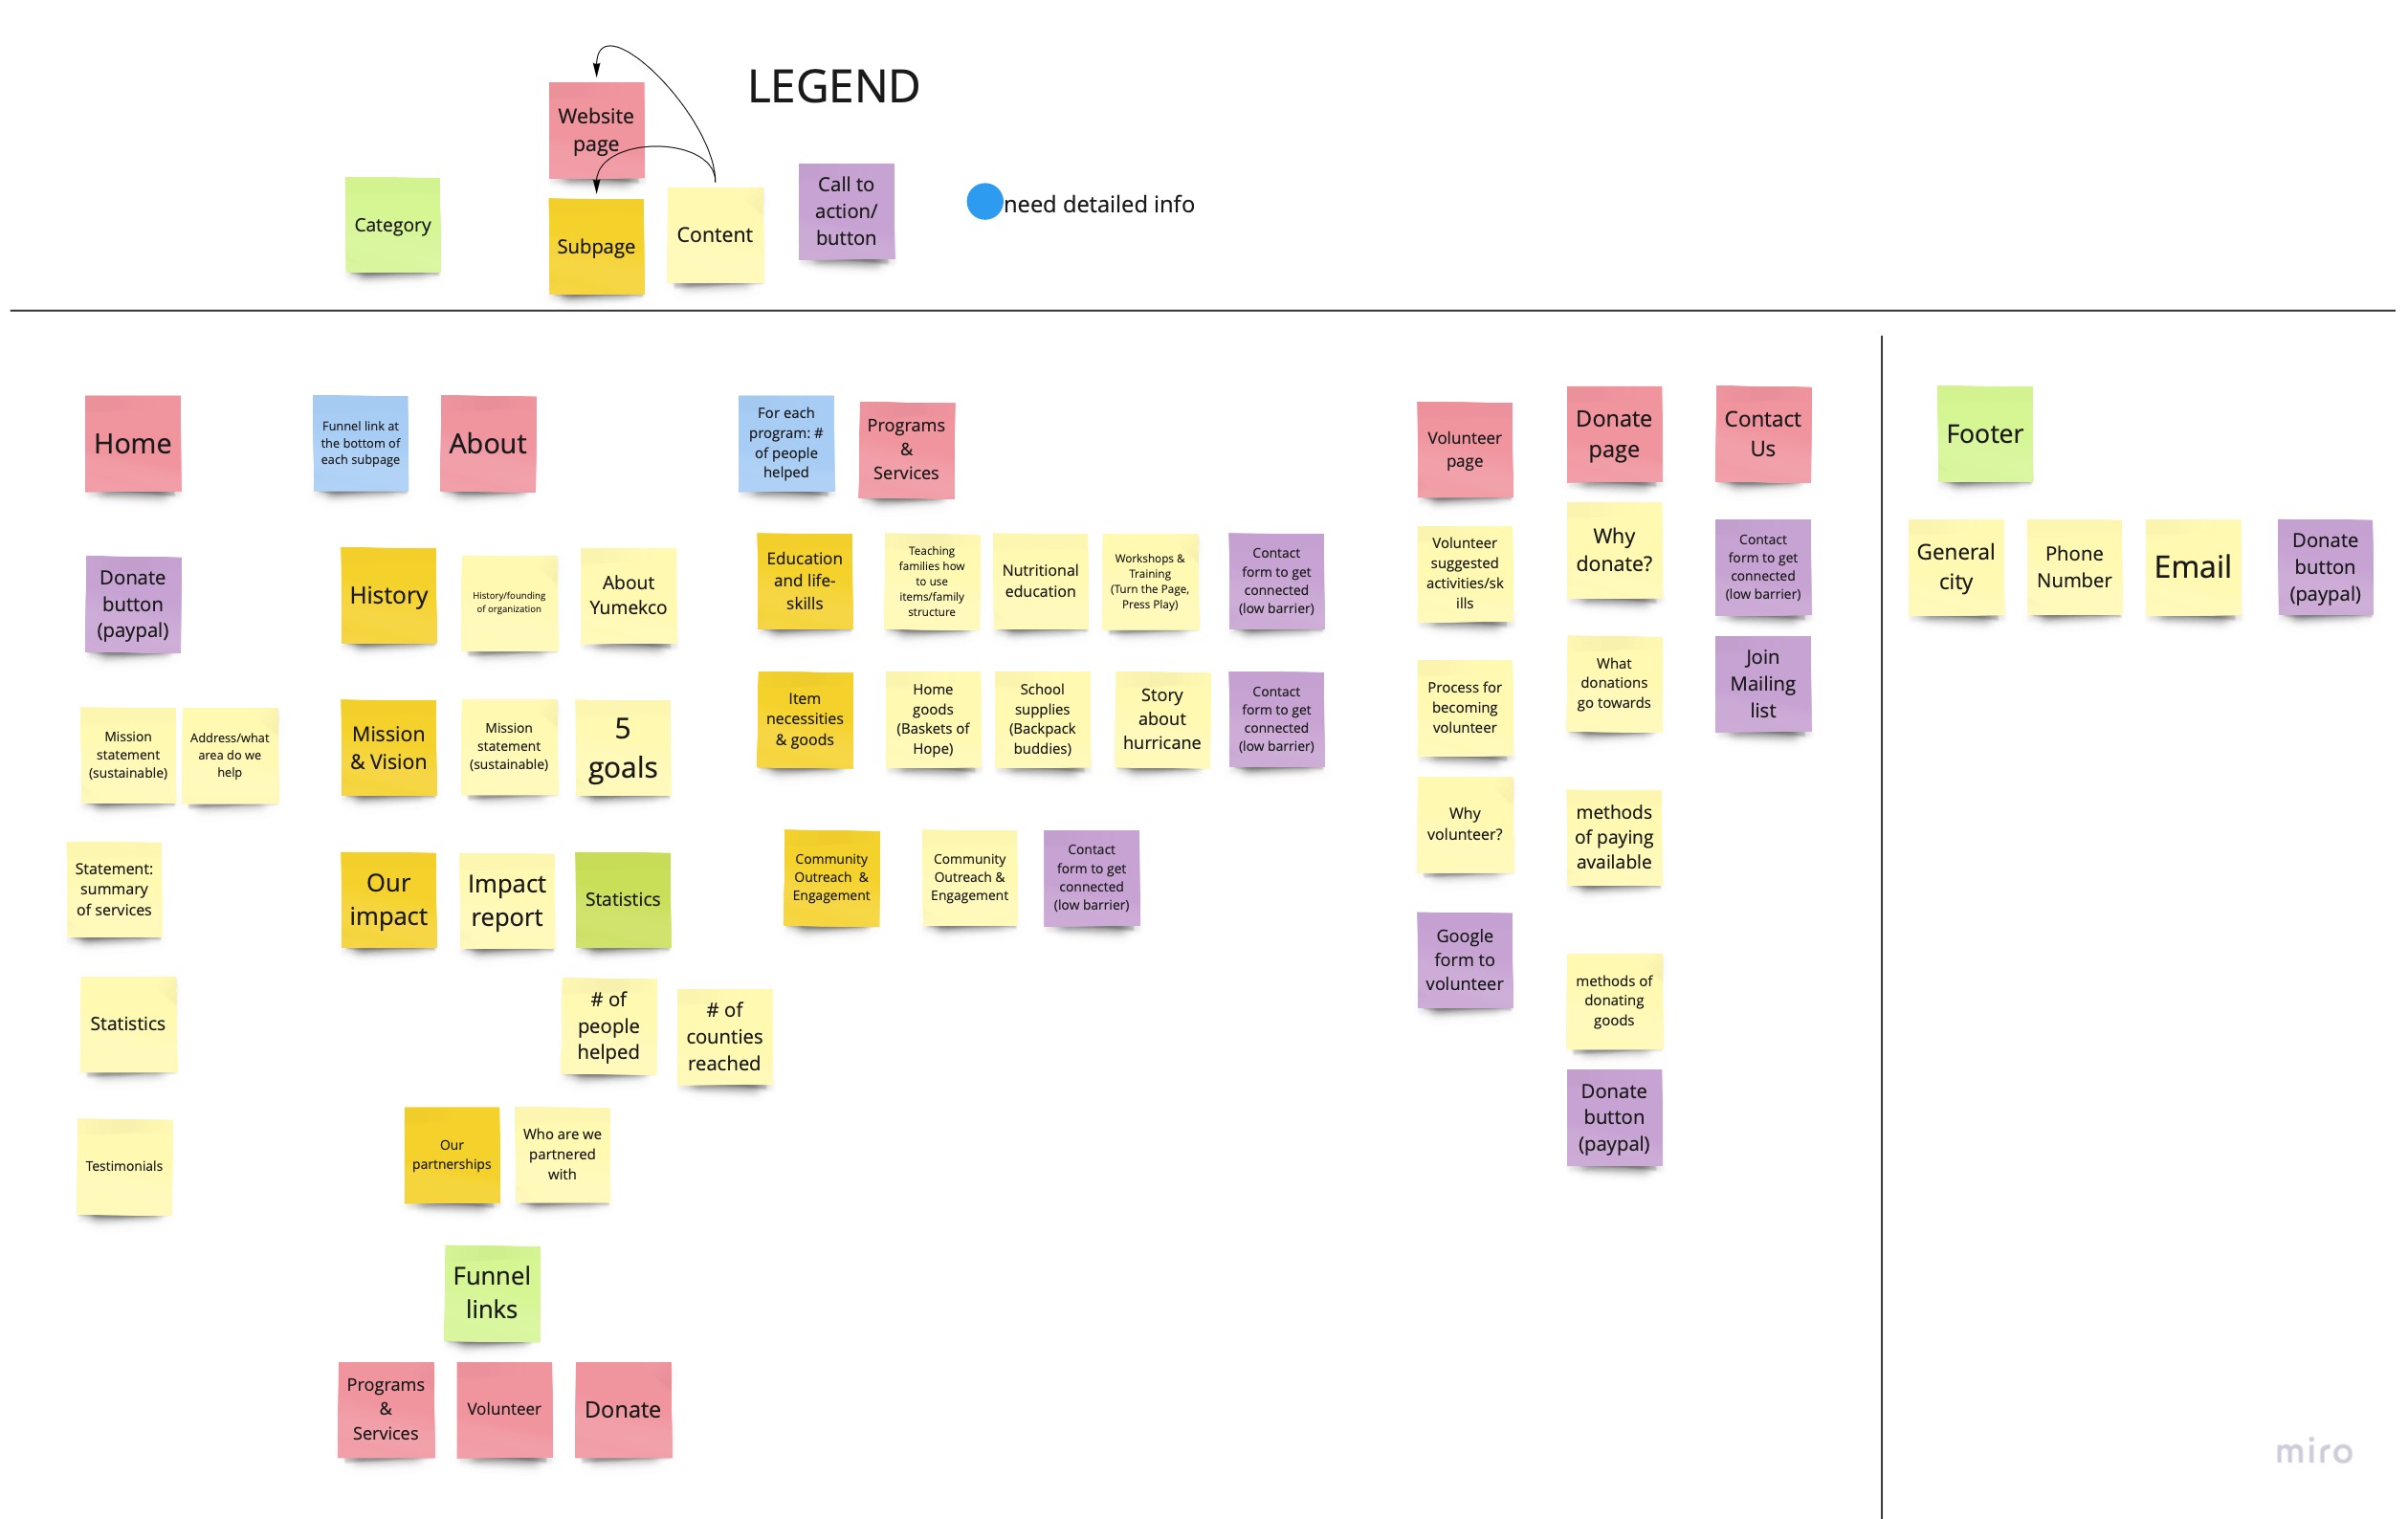 LEGEND
Website
page
Category
Subpage
Content
Call to
action/
button
need detailed info
Home
Donate
button
(paypal)
Mission
statement
(sustainable)
Address/what
area do we
help
Statement:
summary
of services
Statistics
Testimonials
Funnel link at
the bottom of
each subpage
About
History
History/founding
of organization
About
Yumekco
Mission
& Vision
Mission
statement
(sustainable)
5
goals
Our
impact
Impact
report
Statistics
# of
people
helped
# of
counties
reached
Our
partnerships
Who are we
partnered
with
Funnel
links
Programs
&
Services
Volunteer
Donate
For each
program: #
of people
helped
Programs
&
Services
Education
and life-
skills
Teaching
families how
to use
items/family
structure
Nutritional
education
Workshops &
Training
(Turn the Page,
Press Play)
Contact
form to get
connected
(low barrier)
Item
necessities
& goods
Home
goods
(Baskets of
Hope)
School
supplies
(Backpack
buddies)
Story
about
hurricane
Contact
form to get
connected
(low barrier)
Community
Outreach &
Engagement
Community
Outreach &
Engagement
Contact
form to get
connected
(low barrier)
Volunteer
page
Volunteer
suggested
activities/sk
ills
Process for
becoming
volunteer
Why
volunteer?
Google
form to
volunteer
Donate
page
Why
donate?
What
donations
go towards
methods
of paying
available
methods of
donating
goods
Donate
button
(paypal)
Contact
Us
Contact
form to get
connected
(low barrier)
Join
Mailing
list
Footer
General
city
Phone
Number
Email
Donate
button
(paypal)
miro